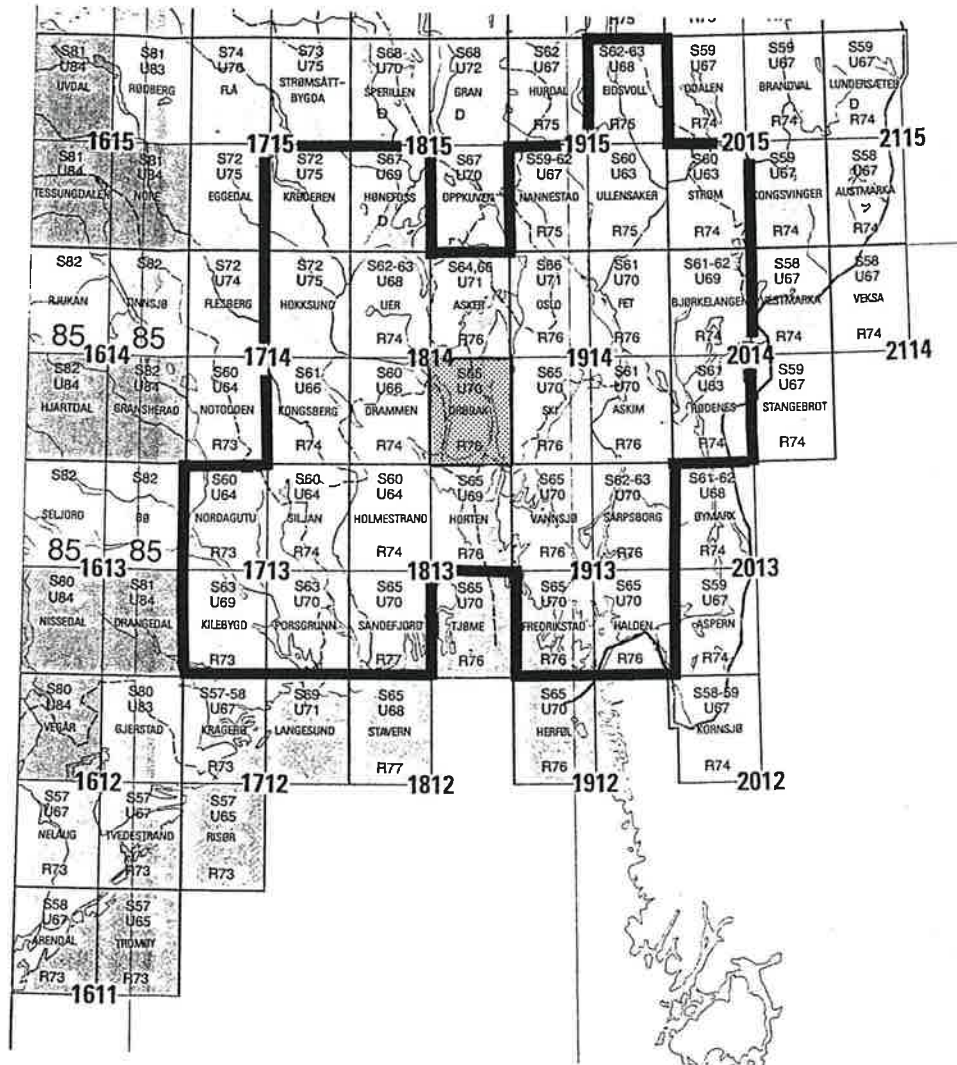 R75 R75
S81 S81 S74 S73 S68 S68 S62 S62-63 S59 S59 S59
U84 U83 U76 U75 U70 U72 U67 U68 U67 U67 U67
UVDAL RØDBERG FLÅ STRØMSÅTT- SPERILLEN GRAN HURDAL EIDSVOLL ODALEN BRANDVAL LUNDERSÆTER
BYGDA
D D D
R75 R75 R74 R74 R74
1615 1715 1815 1915 2015 2115
S81 S81 S72 S72 S67 S67 S59-62 S60 S60 S59 S58
U84 U84 U75 U75 U69 U70 U67 U63 U63 U67 U67
TESSUNGDALEN NORE EGGEDAL KRØDEREN HØNEFOSS OPPKUVEN NANNESTAD ULLENSAKER STRØM KONGSVINGER AUSTMARKA
D
R75 R75 R74 R74 R74
S82 S82 S72 S72 S62-63 S64,66 S66 S61 S61-62 S58 S58
U74 U75 U68 U71 U71 U70 U69 U67 U67
RJUKAN TINNSJØ FLESBERG HOKKSUND LIER ASKER OSLO FET BJØRKELANGEN VESTMARKA VEKSA
85 85 R76 R76 R76 R74 R74 R74
1614 1714 1814 1914 2014 2114
S82 S82 S60 S61 S60 S65 S65 S61 S61 S59
U84 U84 U64 U66 U66 U70 U70 U70 U63 U67
HJARTDAL GRANSHERAD NOTODDEN KONGSBERG DRAMMEN DRØBAK SKI ASKIM RØDENES STANGEBROT
R73 R74 R74 R76 R76 R76 R74 R74
S82 S82 S60 S60 S60 S65 S65 S62-63 S61-62
U64 U64 U64 U69 U70 U70 U68
SELJORD BØ NORDAGUTU SILJAN HOLMESTRAND HORTEN VANNSJØ SARPSBORG ØYMARK
85 85 R73 R74 R74 R76 R76 R76 R74
1613 1713 1813 1913 2013
S80 S81 S63 S63 S65 S65 S65 S65 S59
U84 U84 U69 U70 U70 U70 U70 U70 U67
NISSEDAL DRANGEDAL KILEBYGD PORSGRUNN SANDEFJORD TJØME FREDRIKSTAD HALDEN ASPERN
R73 R77 R76 R76 R76 R74
S80 S80 S57-58 S69 S65 S65 S58-59
U84 U83 U67 U71 U68 U70 U67
VEGÅR GJERSTAD KRAGERØ LANGESUND STAVERN HERFØL KORNSJØ
R73 R77 R76 R74
1612 1712 1812 1912 2012
S57 S57 S57
U67 U67 U65
NELAUG TVEDESTRAND RISØR
R73 R73 R73
S58 S57
U67 U65
ARENDAL TROMØY
R73 R73
1611